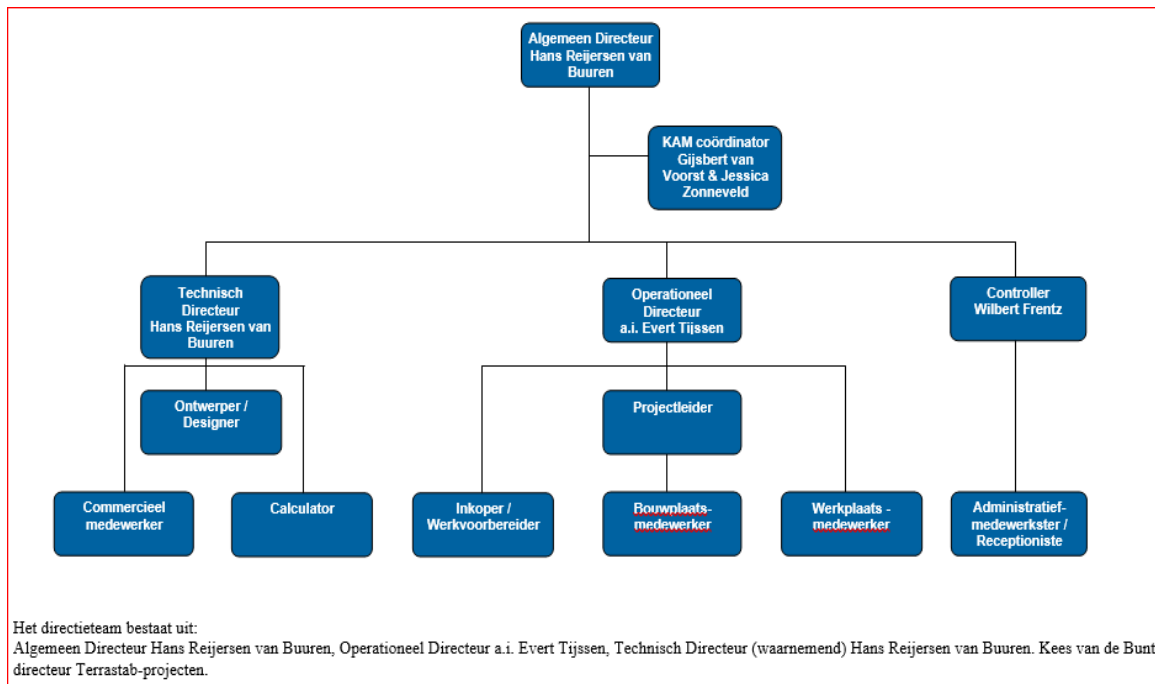 Algemeen Directeur
Hans Reijersen van
Buuren
KAM coördinator
Gijsbert van
Voorst & Jessica
Zonneveld
Technisch
Directeur
Hans Reijersen van
Buuren
Operationeel
Directeur
a.i. Evert Tijssen
Controller
Wilbert Frentz
Ontwerper /
Designer
Projectleider
Commercieel
medewerker
Calculator
Inkoper /
Werkvoorbereider
Bouwplaats-
medewerker
Werkplaats -
medewerker
Administratief-
medewerkster /
Receptioniste
Het directieteam bestaat uit:
Algemeen Directeur Hans Reijersen van Buuren, Operationeel Directeur a.i. Evert Tijssen, Technisch Directeur (waarnemend) Hans Reijersen van Buuren. Kees van de Bunt
directeur Terrastab-projecten.